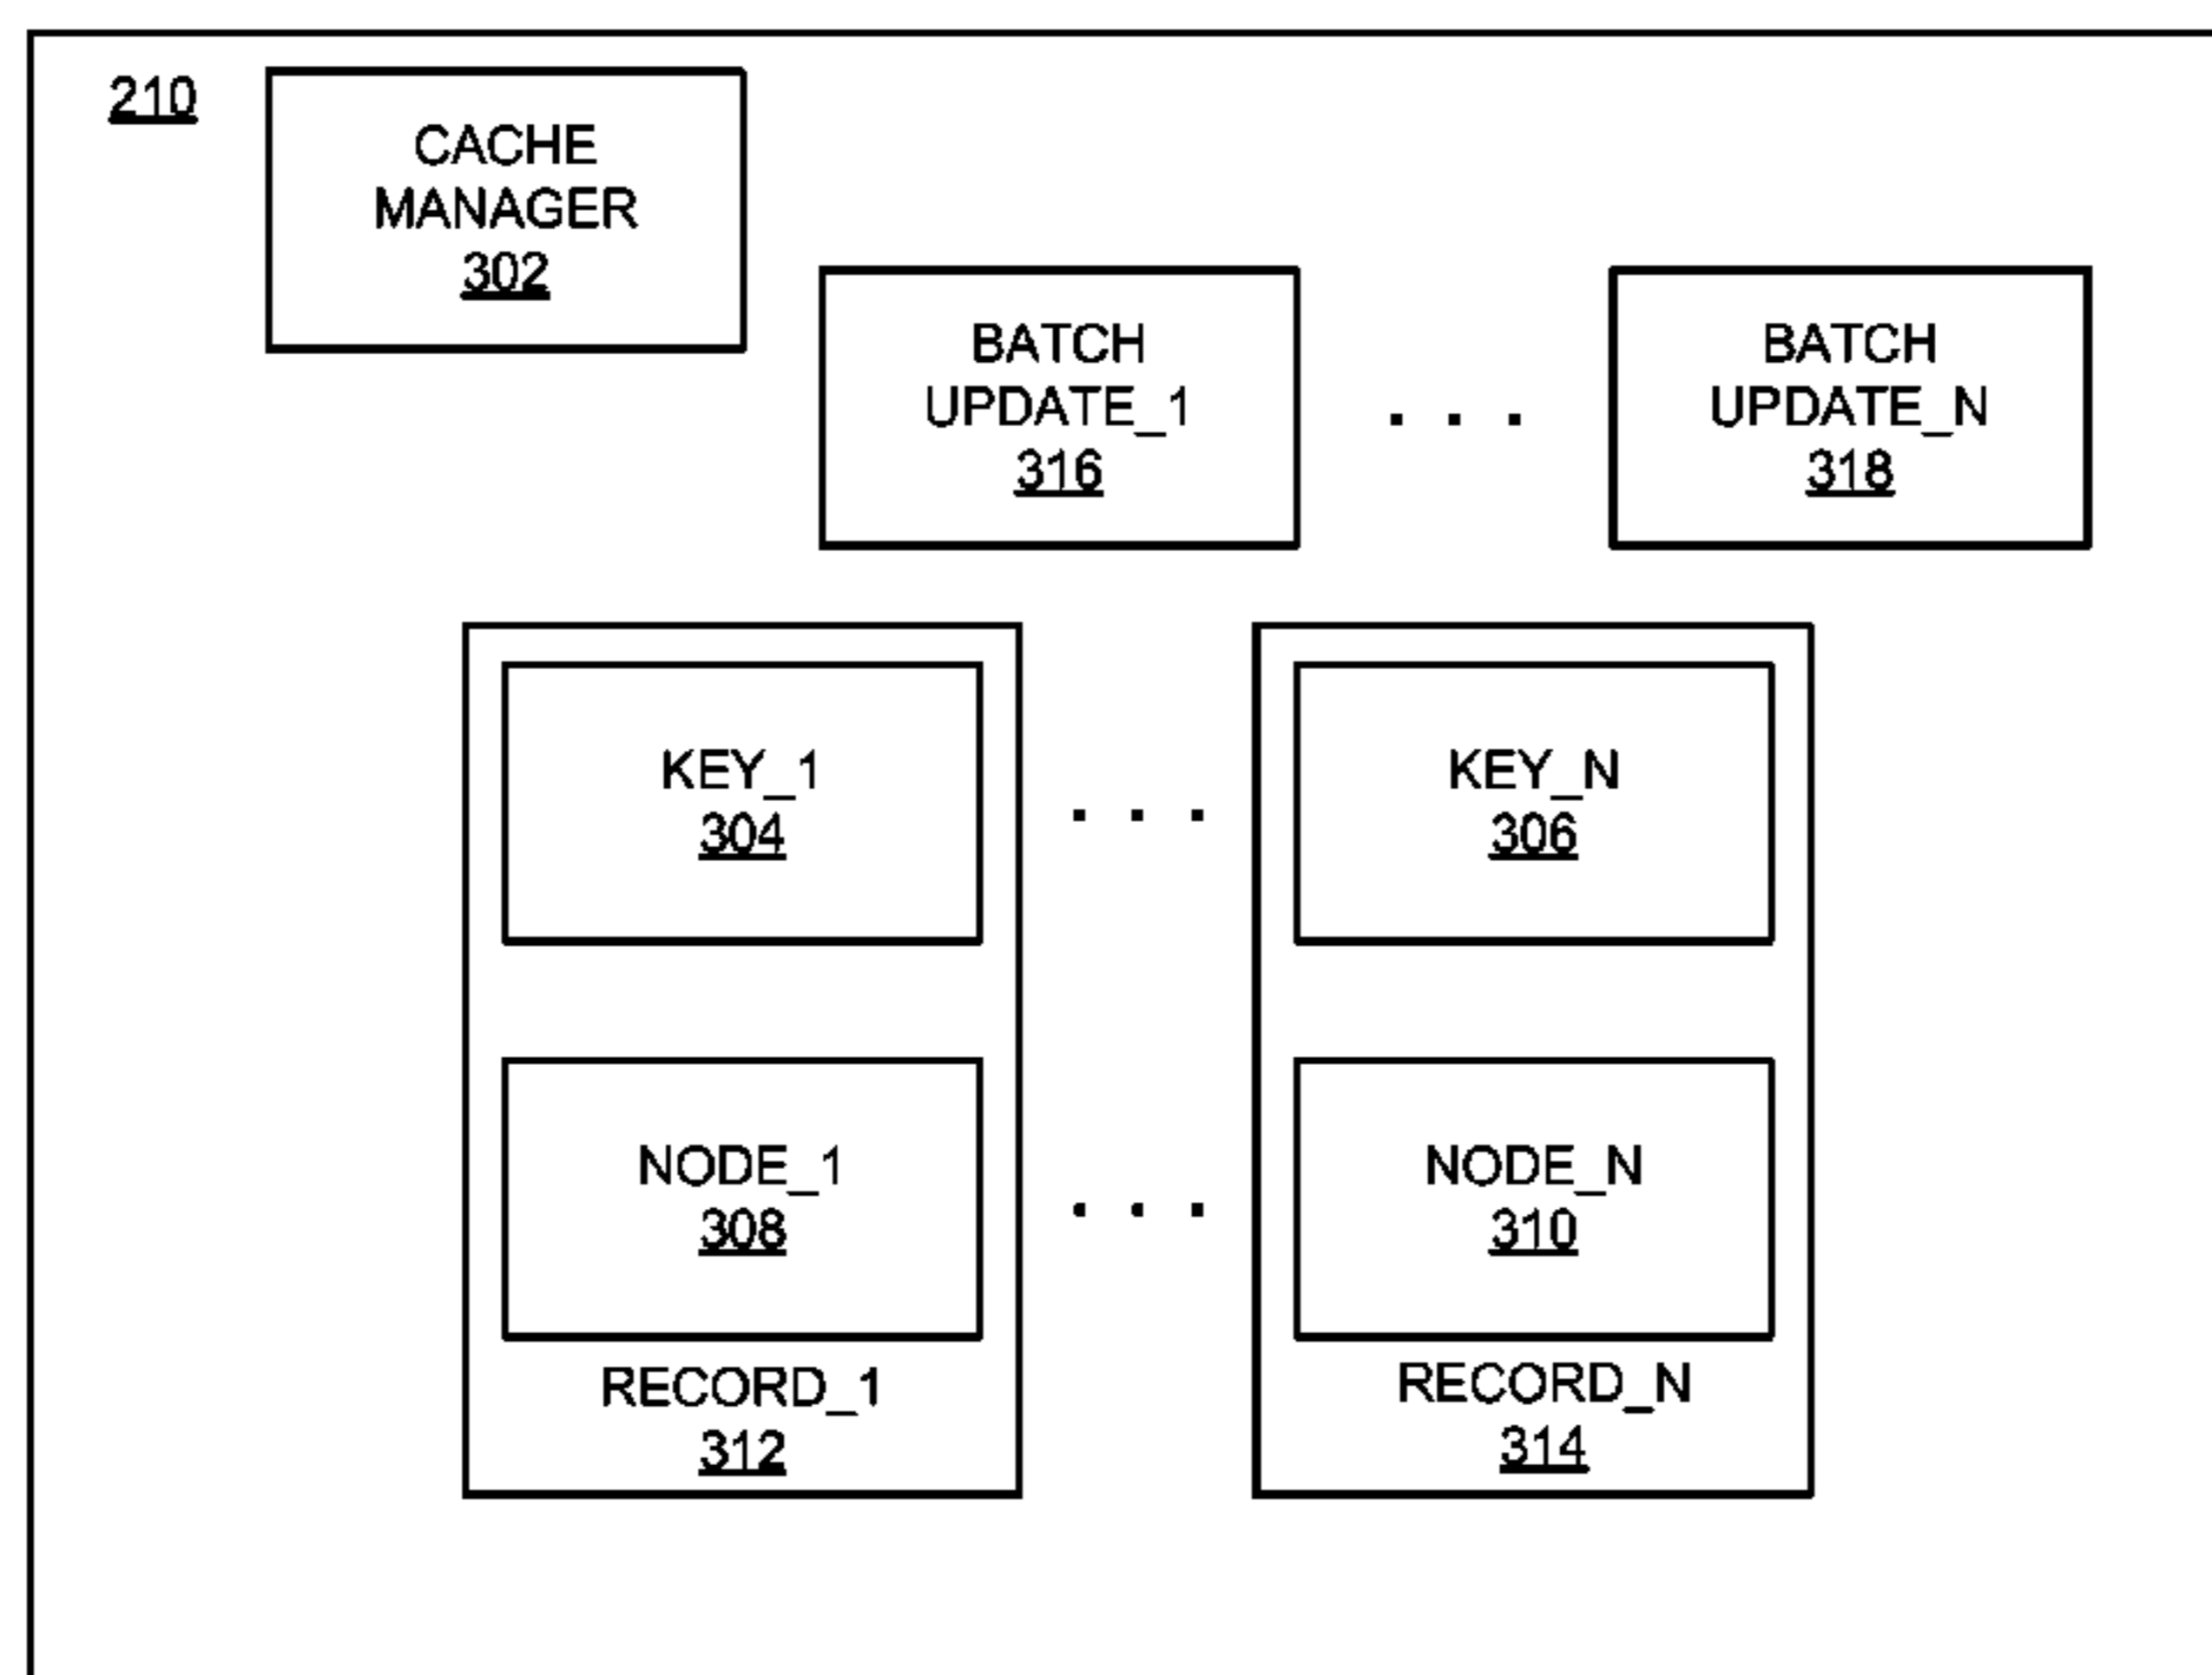 210
CACHE
MANAGER
302
BATCH
UPDATE_1
316
. . .
BATCH
UPDATE_N
318
KEY_1
304
. . .
KEY_N
306
NODE_1
308
. . .
NODE_N
310
RECORD_1
312
RECORD_N
314